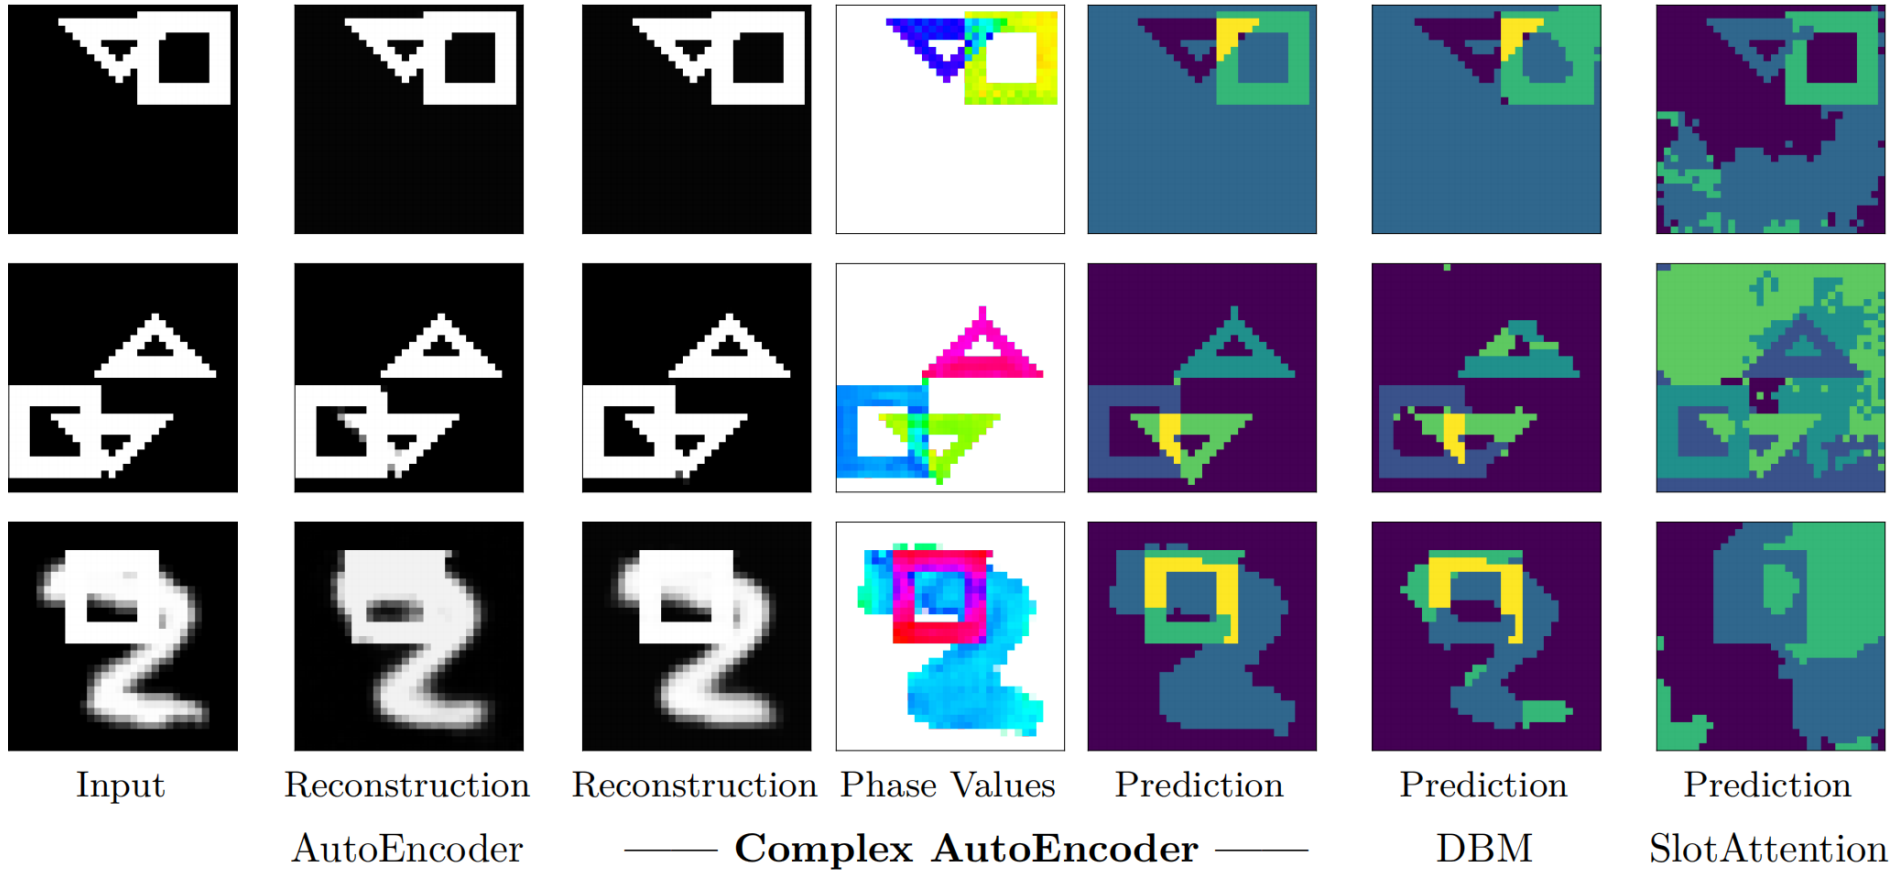 Input Reconstruction Reconstruction Phase Values Prediction Prediction Prediction
AutoEncoder Complex AutoEncoder DBM SlotAttention